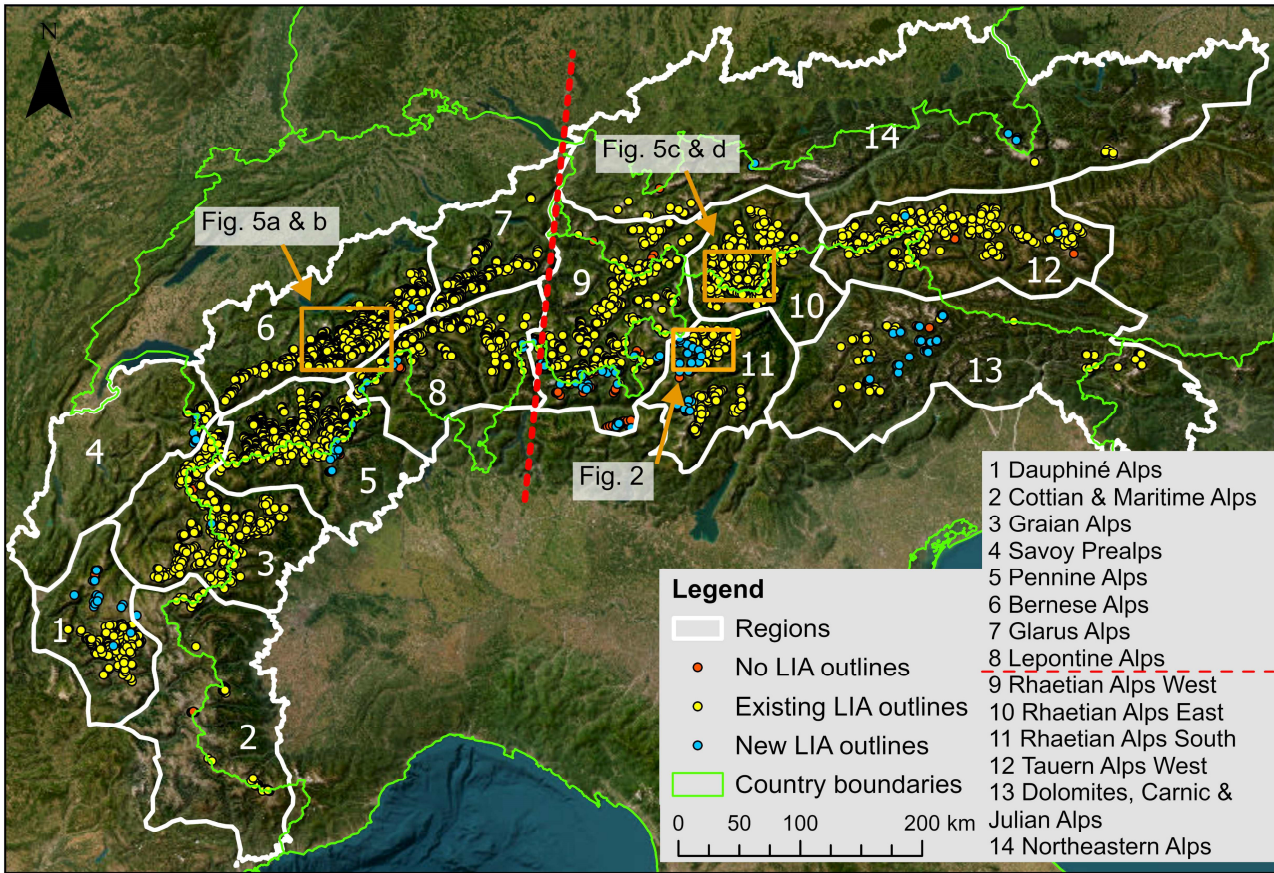 N
14
Fig. 5c & d
Fig. 5a & b
7
9
12
6
10
11
8
13
4
5
Fig. 2
3
1
2
1 Dauphiné Alps
2 Cottian & Maritime Alps
3 Graian Alps
4 Savoy Prealps
5 Pennine Alps
6 Bernese Alps
7 Glarus Alps
8 Lepontine Alps
9 Rhaetian Alps West
10 Rhaetian Alps East
11 Rhaetian Alps South
12 Tauern Alps West
13 Dolomites, Carnic &
Julian Alps
14 Northeastern Alps
Legend
Regions
No LIA outlines
Existing LIA outlines
New LIA outlines
Country boundaries
0 50 100 200 km